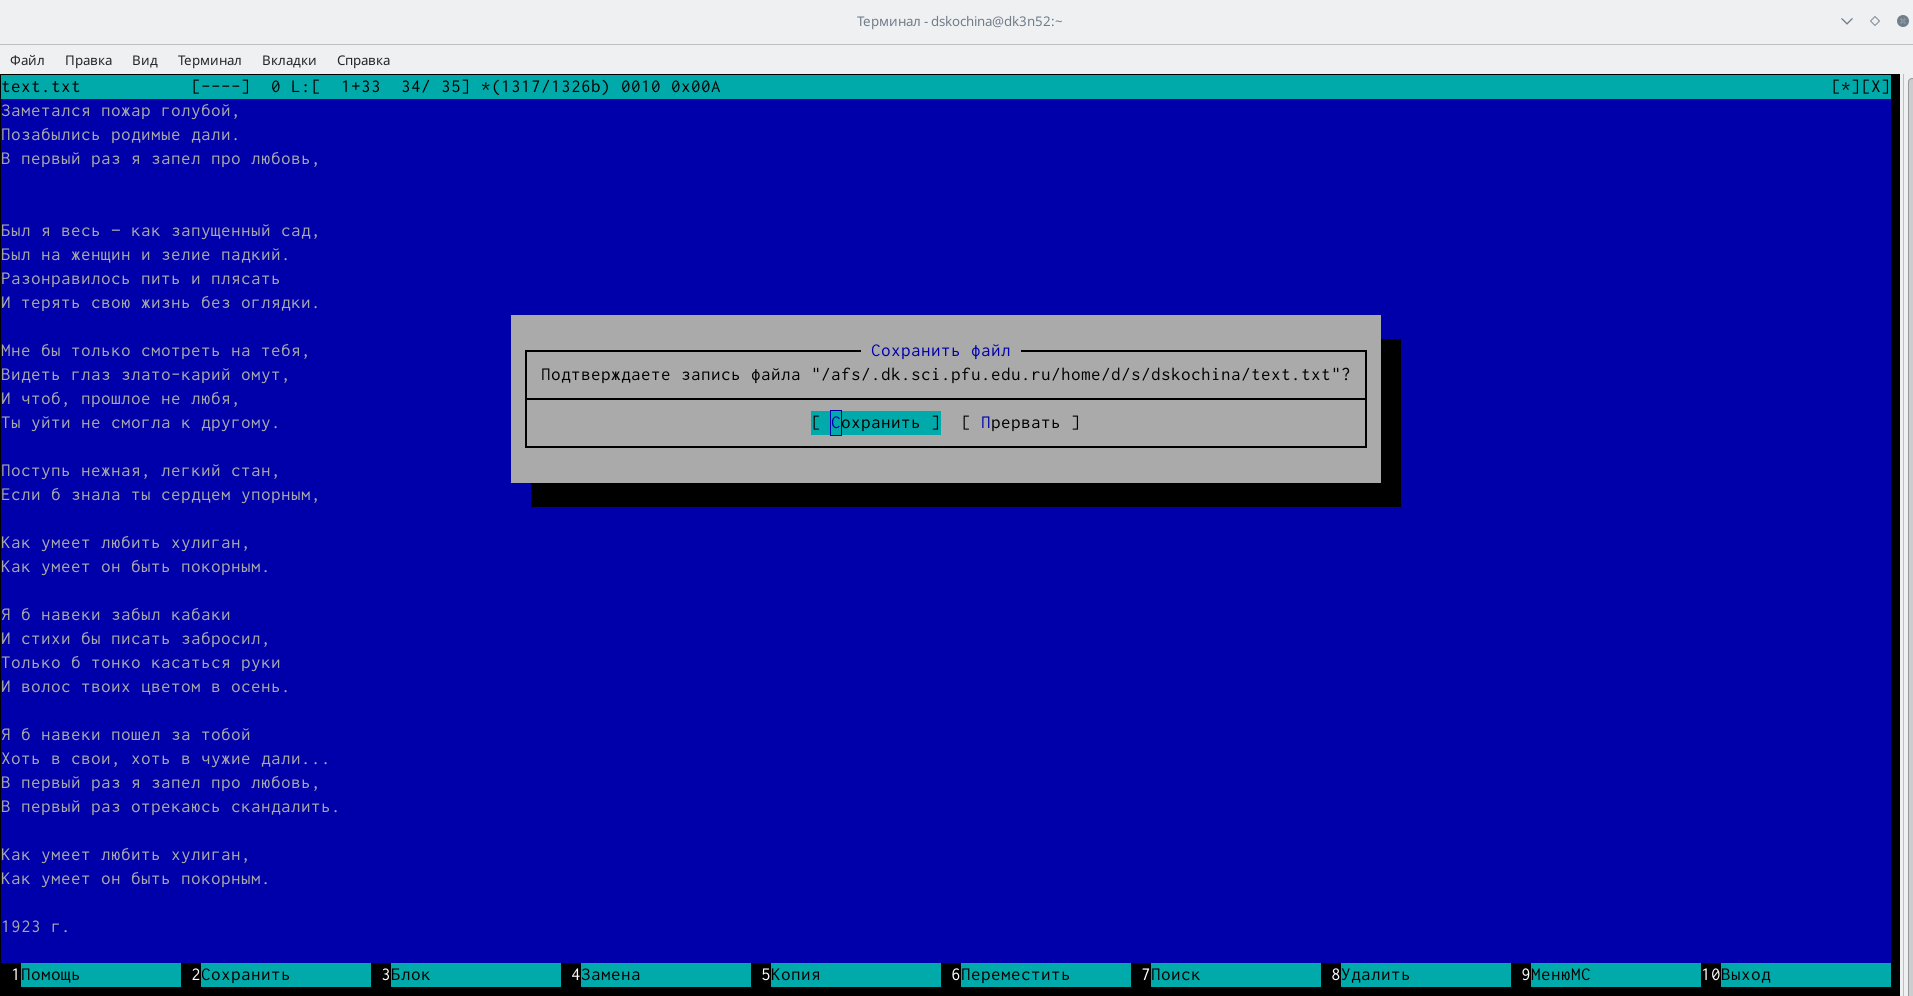 Терминал - dskochina@dk3n52:~
Файл Правка Вид Терминал Вкладки Справка
text.txt [----] 0 L:[ 1+33 34/ 35] *(1317/1326b) 0010 0x00A [*][X]
Заметался пожар голубой,
Позабылись родимые дали.
В первый раз я запел про любовь,
Был я весь – как запущенный сад,
Был на женщин и зелие падкий.
Разонравилось пить и плясать
И терять свою жизнь без оглядки.
Мне бы только смотреть на тебя,
Видеть глаз злато-карий омут,
И чтоб, прошлое не любя,
Ты уйти не смогла к другому.
Поступь нежная, легкий стан,
Если б знала ты сердцем упорным,
Как умеет любить хулиган,
Как умеет он быть покорным.
Я б навеки забыл кабаки
И стихи бы писать забросил,
Только б тонко касаться руки
И волос твоих цветом в осень.
Я б навеки пошел за тобой
Хоть в свои, хоть в чужие дали...
В первый раз я запел про любовь,
В первый раз отрекаюсь скандалить.
Как умеет любить хулиган,
Как умеет он быть покорным.
1923 г.
Сохранить файл
Подтверждаете запись файла "/afs/.dk.sci.pfu.edu.ru/home/d/s/dskochina/text.txt"?
[ Сохранить ] [ Прервать ]
1Помощь 2Сохранить 3Блок 4Замена 5Копия 6Переместить 7Поиск 8Удалить 9МенюМС 10Выход